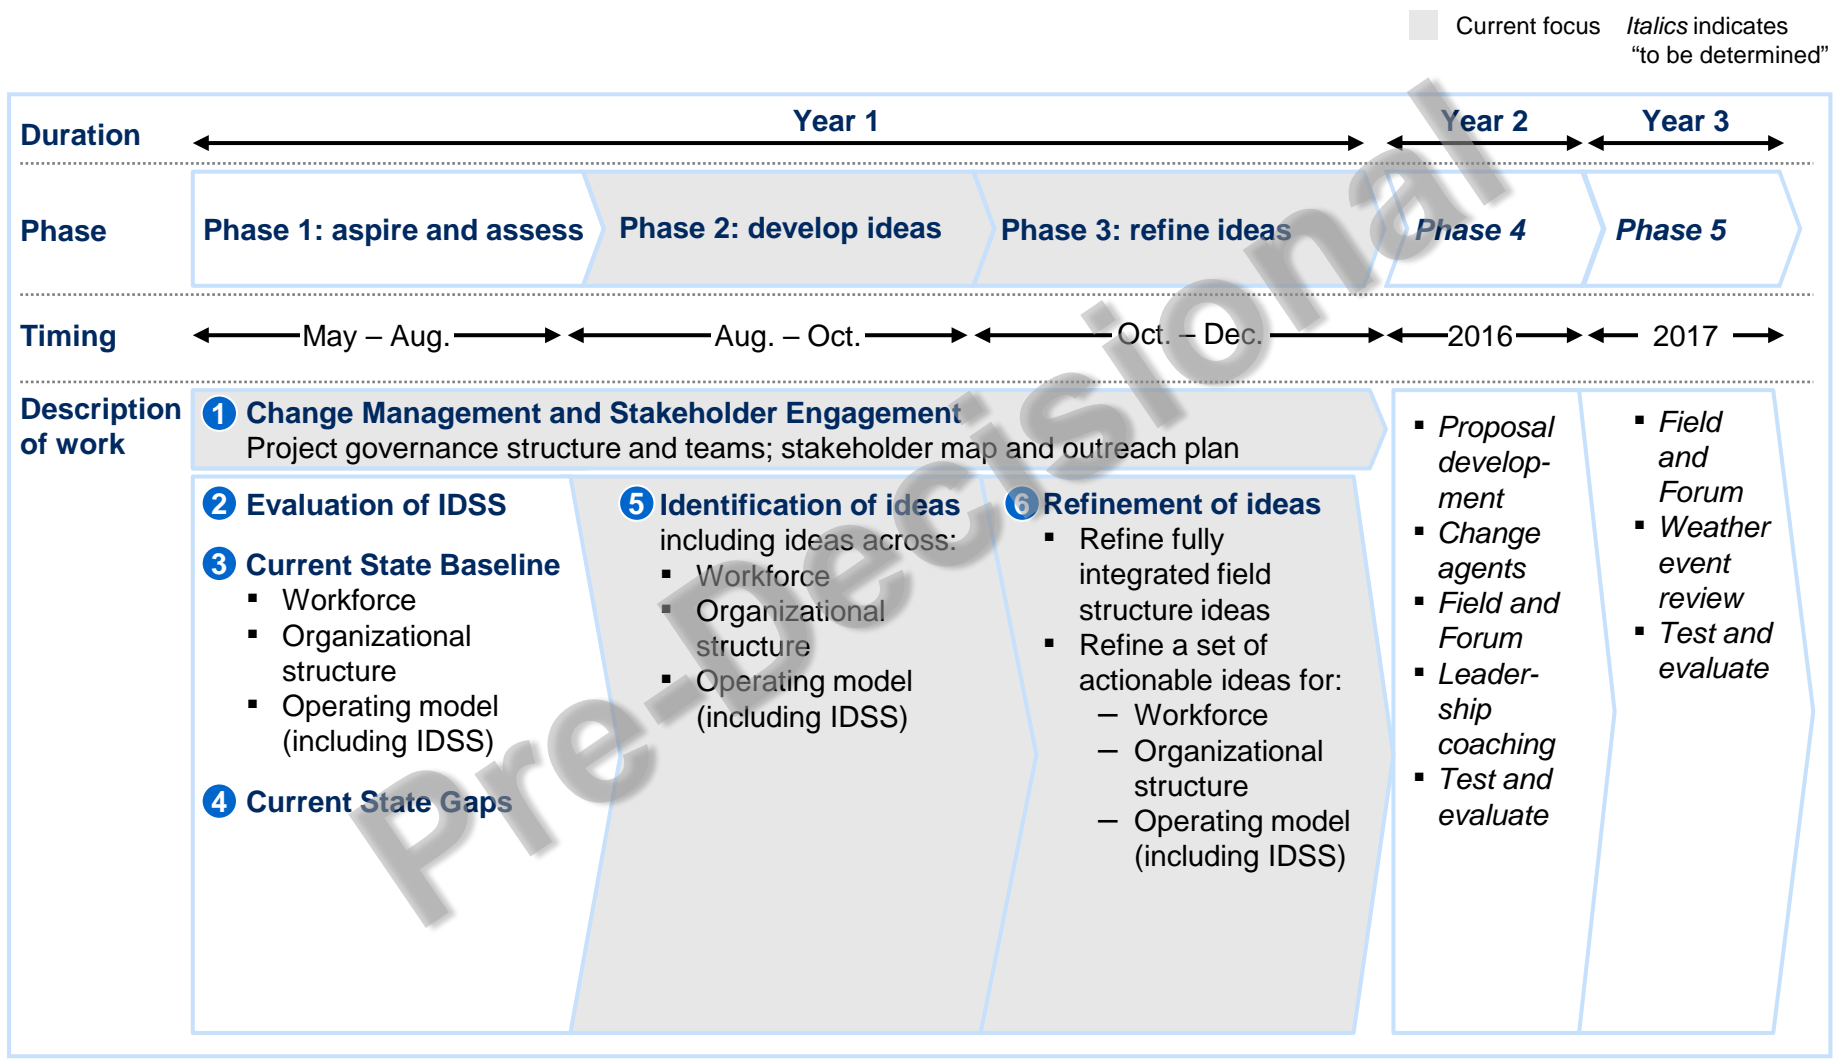 Current focus
Italics indicates
“to be determined”
Duration
Year 1
Year 2
Year 3
Phase
Phase 1: aspire and assess
Phase 2: develop ideas
Phase 3: refine ideas
Phase 4
Phase 5
Timing
May – Aug.
Aug. – Oct.
Oct. – Dec.
2016
2017
Description
of work
1 Change Management and Stakeholder Engagement
Project governance structure and teams; stakeholder map and outreach plan
2 Evaluation of IDSS
3 Current State Baseline
▪ Workforce
▪ Organizational
structure
▪ Operating model
(including IDSS)
4 Current State Gaps
5 Identification of ideas
including ideas across:
▪ Workforce
▪ Organizational
structure
▪ Operating model
(including IDSS)
6 Refinement of ideas
▪ Refine fully
integrated field
structure ideas
▪ Refine a set of
actionable ideas for:
– Workforce
– Organizational
structure
– Operating model
(including IDSS)
▪ Proposal
develop-
ment
▪ Change
agents
▪ Field and
Forum
▪ Leader-
ship
coaching
▪ Test and
evaluate
▪ Field
and
Forum
▪ Weather
event
review
▪ Test and
evaluate
Pre-Decisional